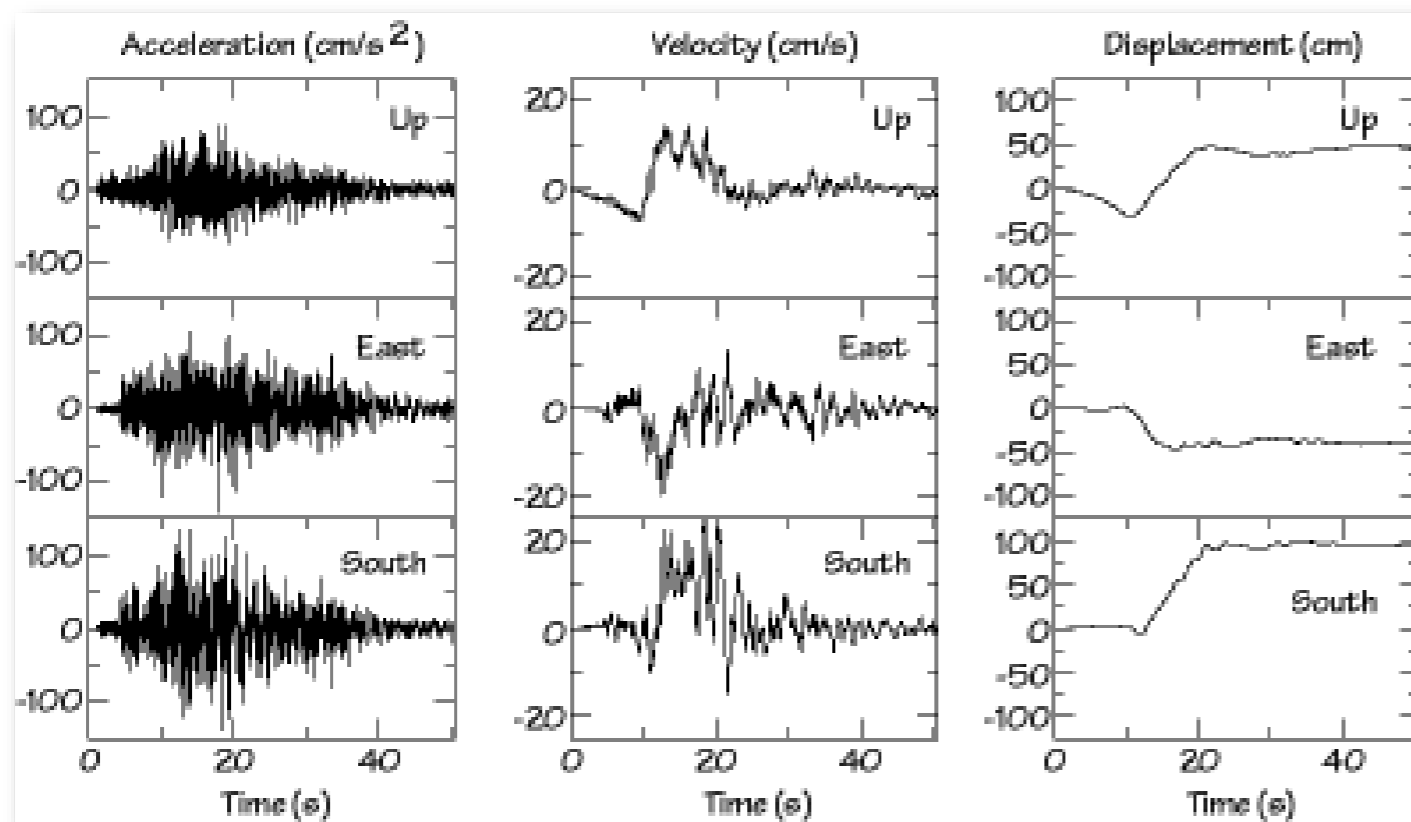 Acceleration (cm/s²) Velocity (cm/s) Displacement (cm)
100 Up 20 Up 100 Up
50
0 0 0
-50
-100 -20 -100
100 East 20 East 100 East
50
0 0 0
-50
-100 -20 -100
100 South 20 South 100
50 South
0 0 0
-50
-100 -20 -100
0 20 40 0 20 40 0 20 40
Time (s) Time (s) Time (s)